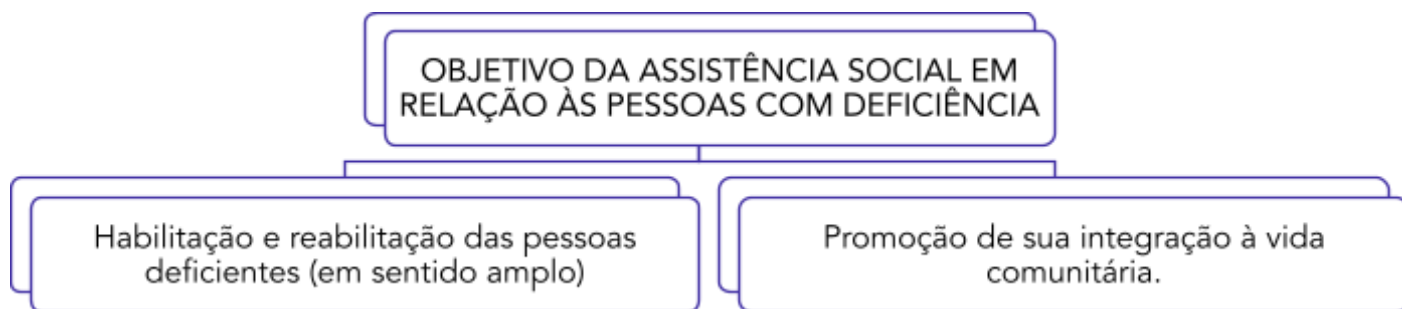 OBJETIVO DA ASSISTÊNCIA SOCIAL EM
RELAÇÃO ÀS PESSOAS COM DEFICIÊNCIA
Habilitação e reabilitação das pessoas
deficientes (em sentido amplo)
Promoção de sua integração à vida
comunitária.